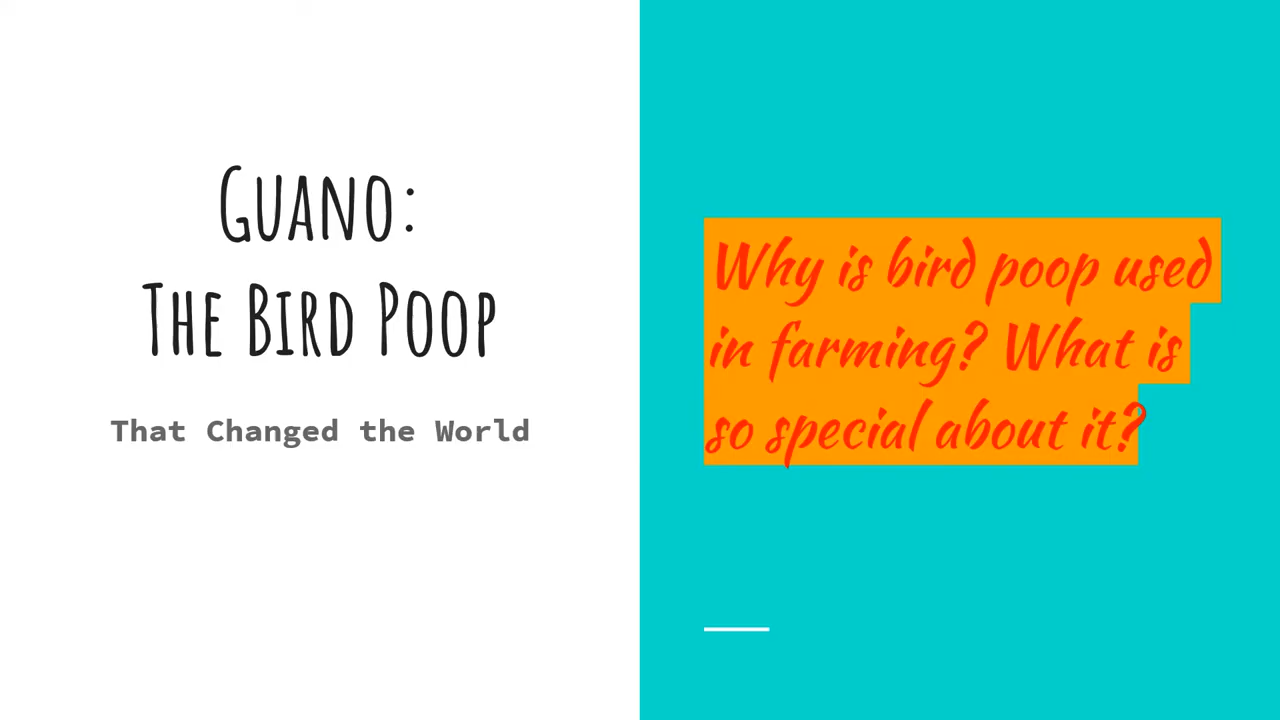 Guano:
The Bird Poop
That Changed the World
Why is bird poop used
in farming? What is
so special about it?